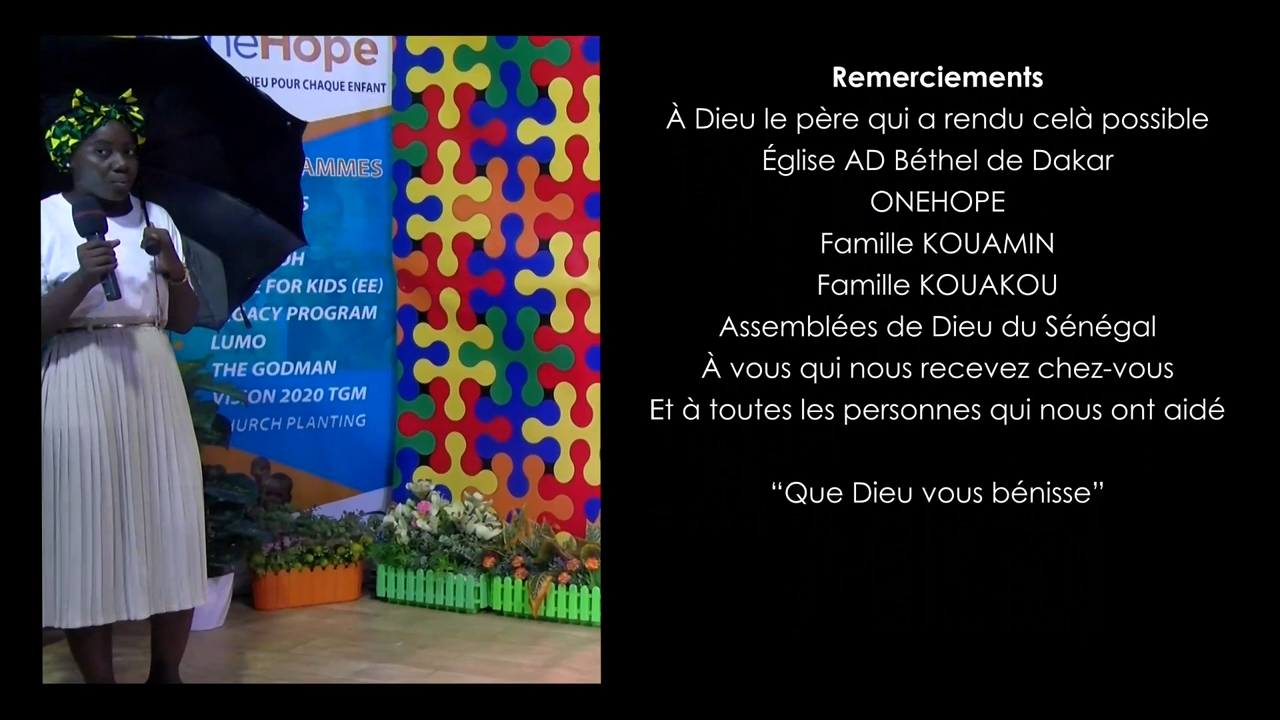 neHope
DIEU POUR CHAQUE ENFANT
AMMES
FOR KIDS (EE)
GACY PROGRAM
LUMO
THE GODMAN
VISION 2020 TGM
HURCH PLANTING
Remerciements
À Dieu le père qui a rendu celà possible
Église AD Béthel de Dakar
ONEHOPE
Famille KOUAMIN
Famille KOUAKOU
Assemblées de Dieu du Sénégal
À vous qui nous recevez chez-vous
Et à toutes les personnes qui nous ont aidé
“Que Dieu vous bénisse”